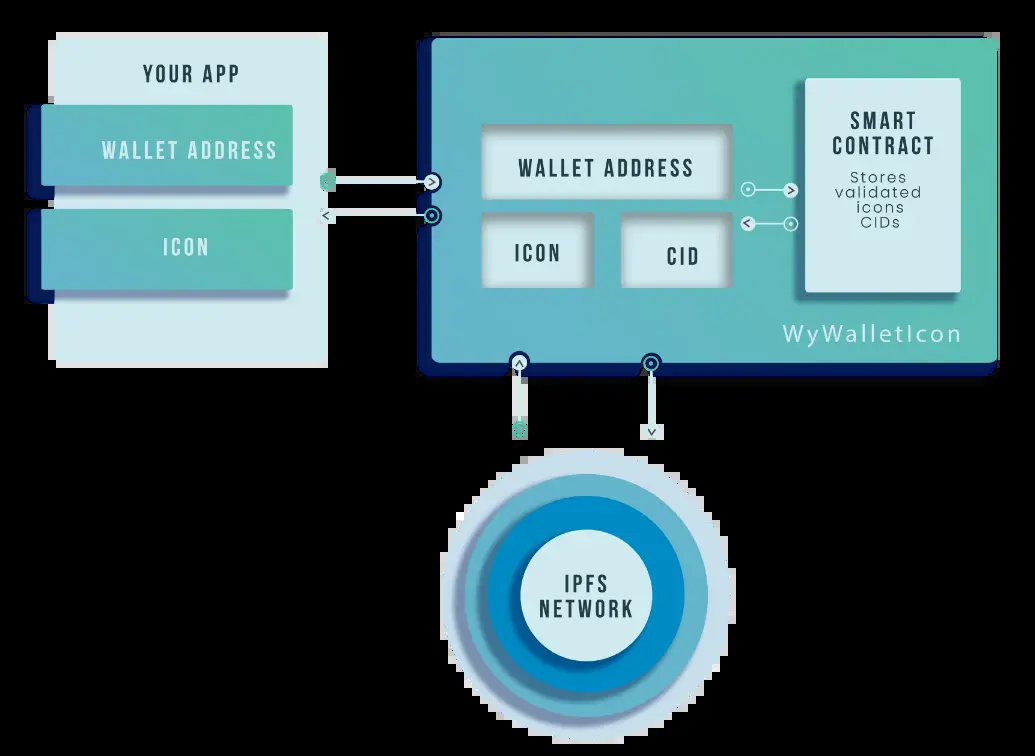 YOUR APP
WALLET ADDRESS
ICON
WALLET ADDRESS
ICON
CID
SMART
CONTRACT
Stores
validated
icons
CIDs
WyWalletIcon
IPFS
NETWORK